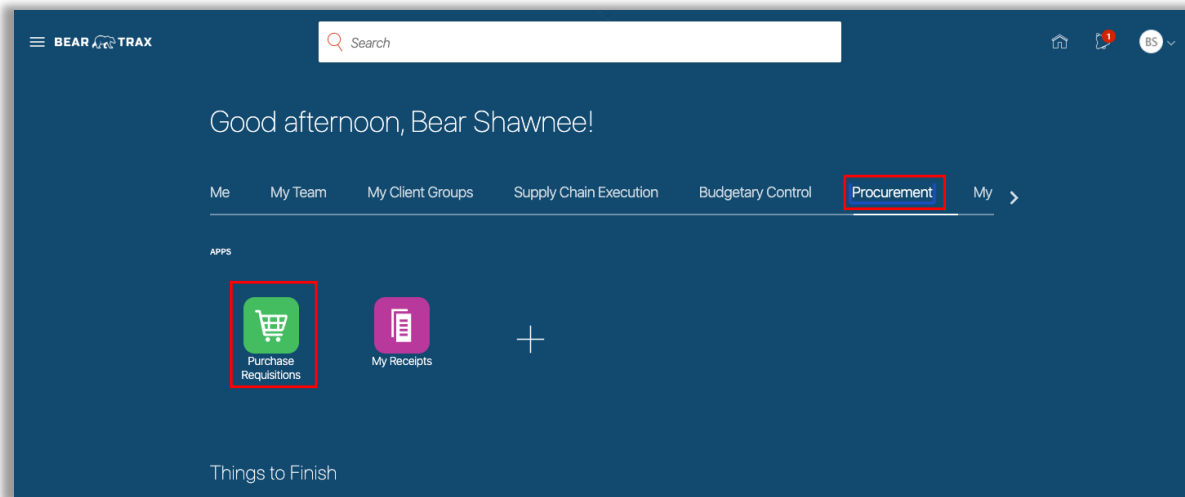 BEAR TRAX
Search
1
BS
Good afternoon, Bear Shawnee!
Me My Team My Client Groups Supply Chain Execution Budgetary Control Procurement My
APPS
Purchase
Requisitions
My Receipts
Things to Finish